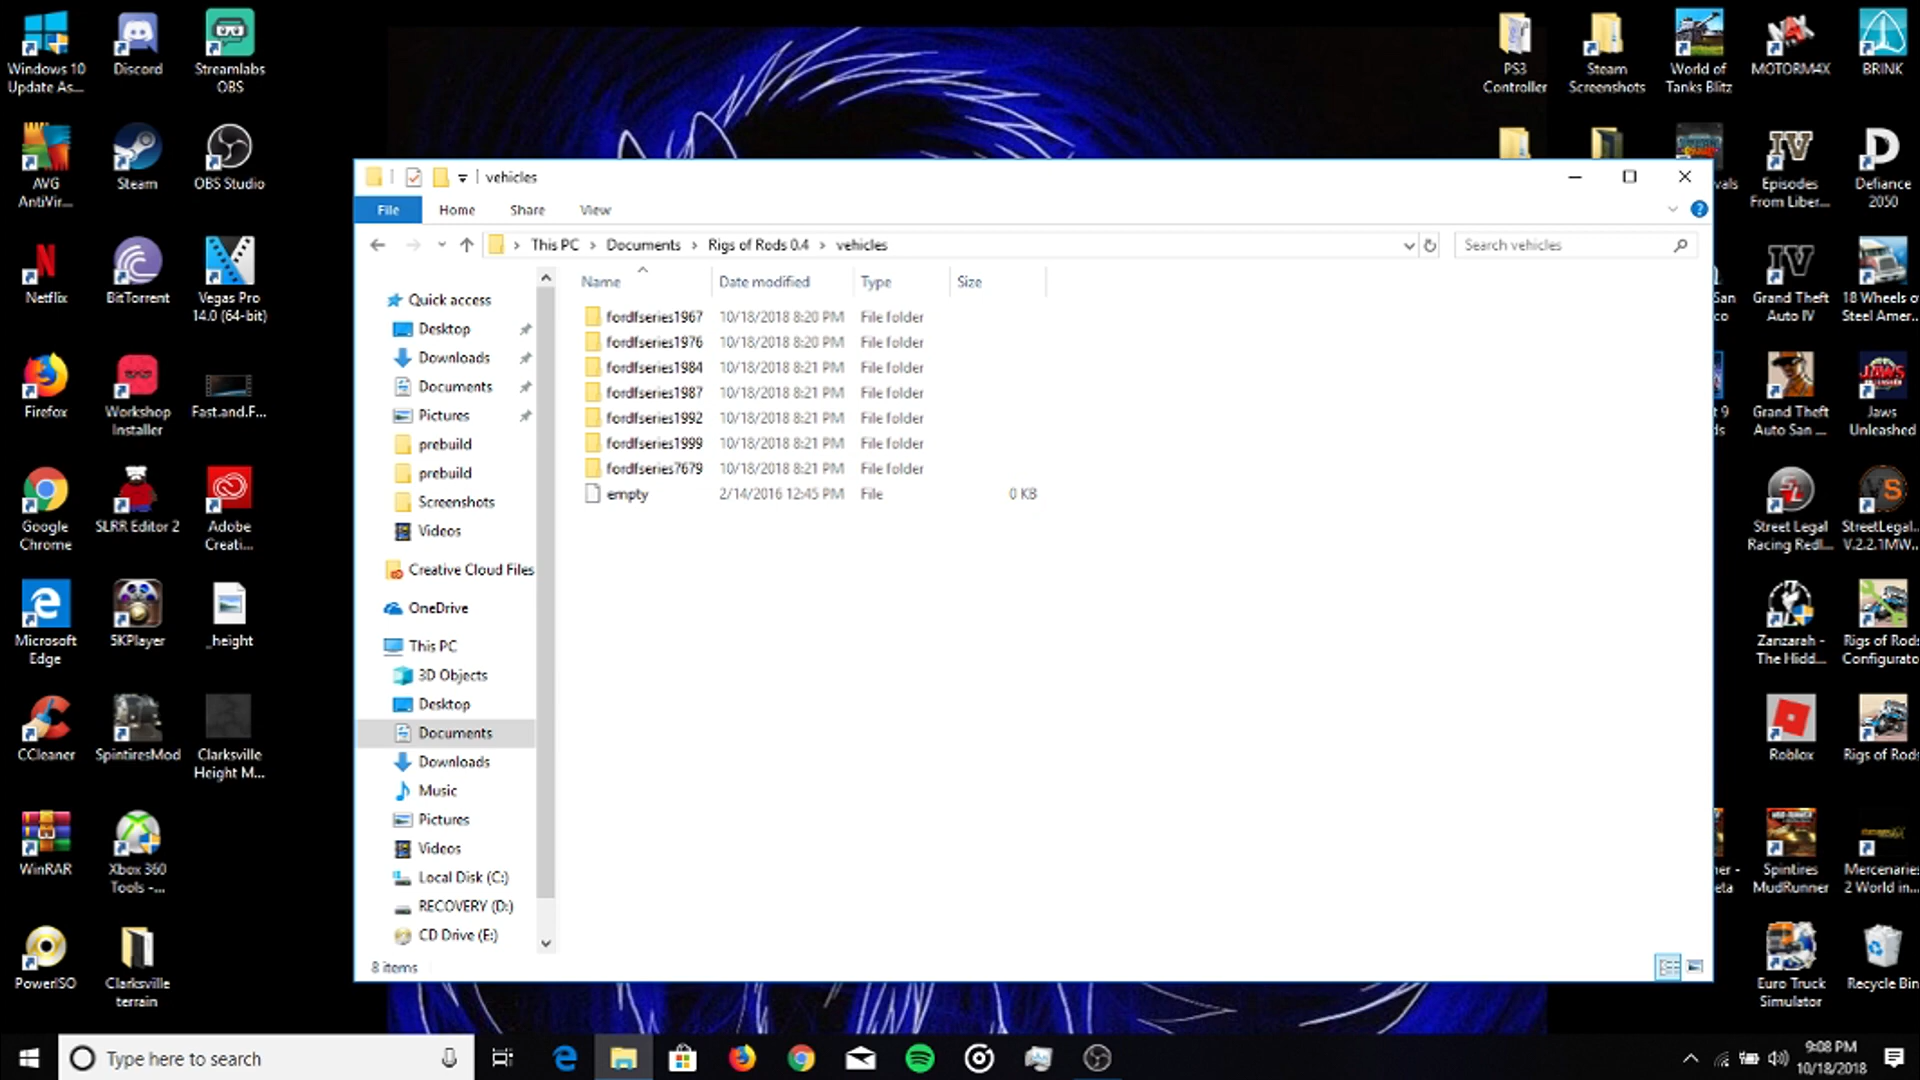 Windows 10
Update As...
Discord
Streamlabs
OBS
AVG
AntiVir...
Steam
OBS Studio
Netflix
BitTorrent
Vegas Pro
14.0 (64-bit)
Firefox
Workshop
Installer
Fast.and.F...
Google
Chrome
SLRR Editor 2
Adobe
Creati...
Microsoft
Edge
5KPlayer
_height
CCleaner
SpintiresMod
Clarksville
Height M...
WinRAR
Xbox 360
Tools -...
PowerISO
Clarksville
terrain
vehicles
File
Home
Share
View
This PC
Documents
Rigs of Rods 0.4
vehicles
Search vehicles
Quick access
Desktop
Downloads
Documents
Pictures
prebuild
prebuild
Screenshots
Videos
Creative Cloud Files
OneDrive
This PC
3D Objects
Desktop
Documents
Downloads
Music
Pictures
Videos
Local Disk (C:)
RECOVERY (D:)
CD Drive (E:)
Name Date modified Type Size
fordfseries1967 10/18/2018 8:20 PM File folder
fordfseries1976 10/18/2018 8:20 PM File folder
fordfseries1984 10/18/2018 8:21 PM File folder
fordfseries1987 10/18/2018 8:21 PM File folder
fordfseries1992 10/18/2018 8:21 PM File folder
fordfseries1999 10/18/2018 8:21 PM File folder
fordfseries7679 10/18/2018 8:21 PM File folder
empty 2/14/2016 12:45 PM File 0 KB
8 items
PS3
Controller
Steam
Screenshots
World of
Tanks Blitz
MOTORM4X
BRINK
vals
IV
Episodes
From Liber...
D
Defiance
2050
San
co
IV
Grand Theft
Auto IV
18 Wheels o
Steel Amer...
t 9
ds
Grand Theft
Auto San ...
JAWS
Jaws
Unleashed
SL
Street Legal
Racing Redl...
S
StreetLegal...
V.2.2.1MW...
Zanzarah -
The Hidd...
Rigs of Rods
Configurato
Roblox
Rigs of Rods
ner -
eta
Spintires
MudRunner
Mercenaries
2 World in...
Euro Truck
Simulator
Recycle Bin
Type here to search
9:08 PM
10/18/2018